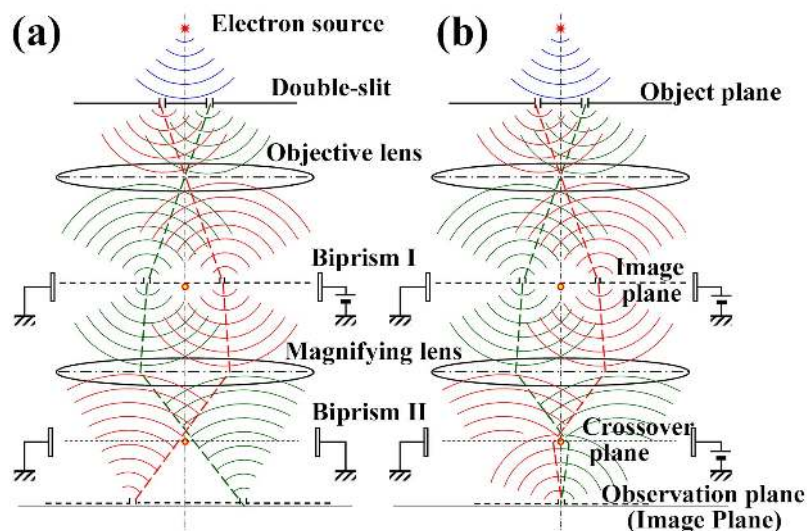 (a)
Electron source
(b)
Double-slit
Object plane
Objective lens
Biprism I
Image
plane
Magnifying lens
Biprism II
Crossover
plane
Observation plane
(Image Plane)